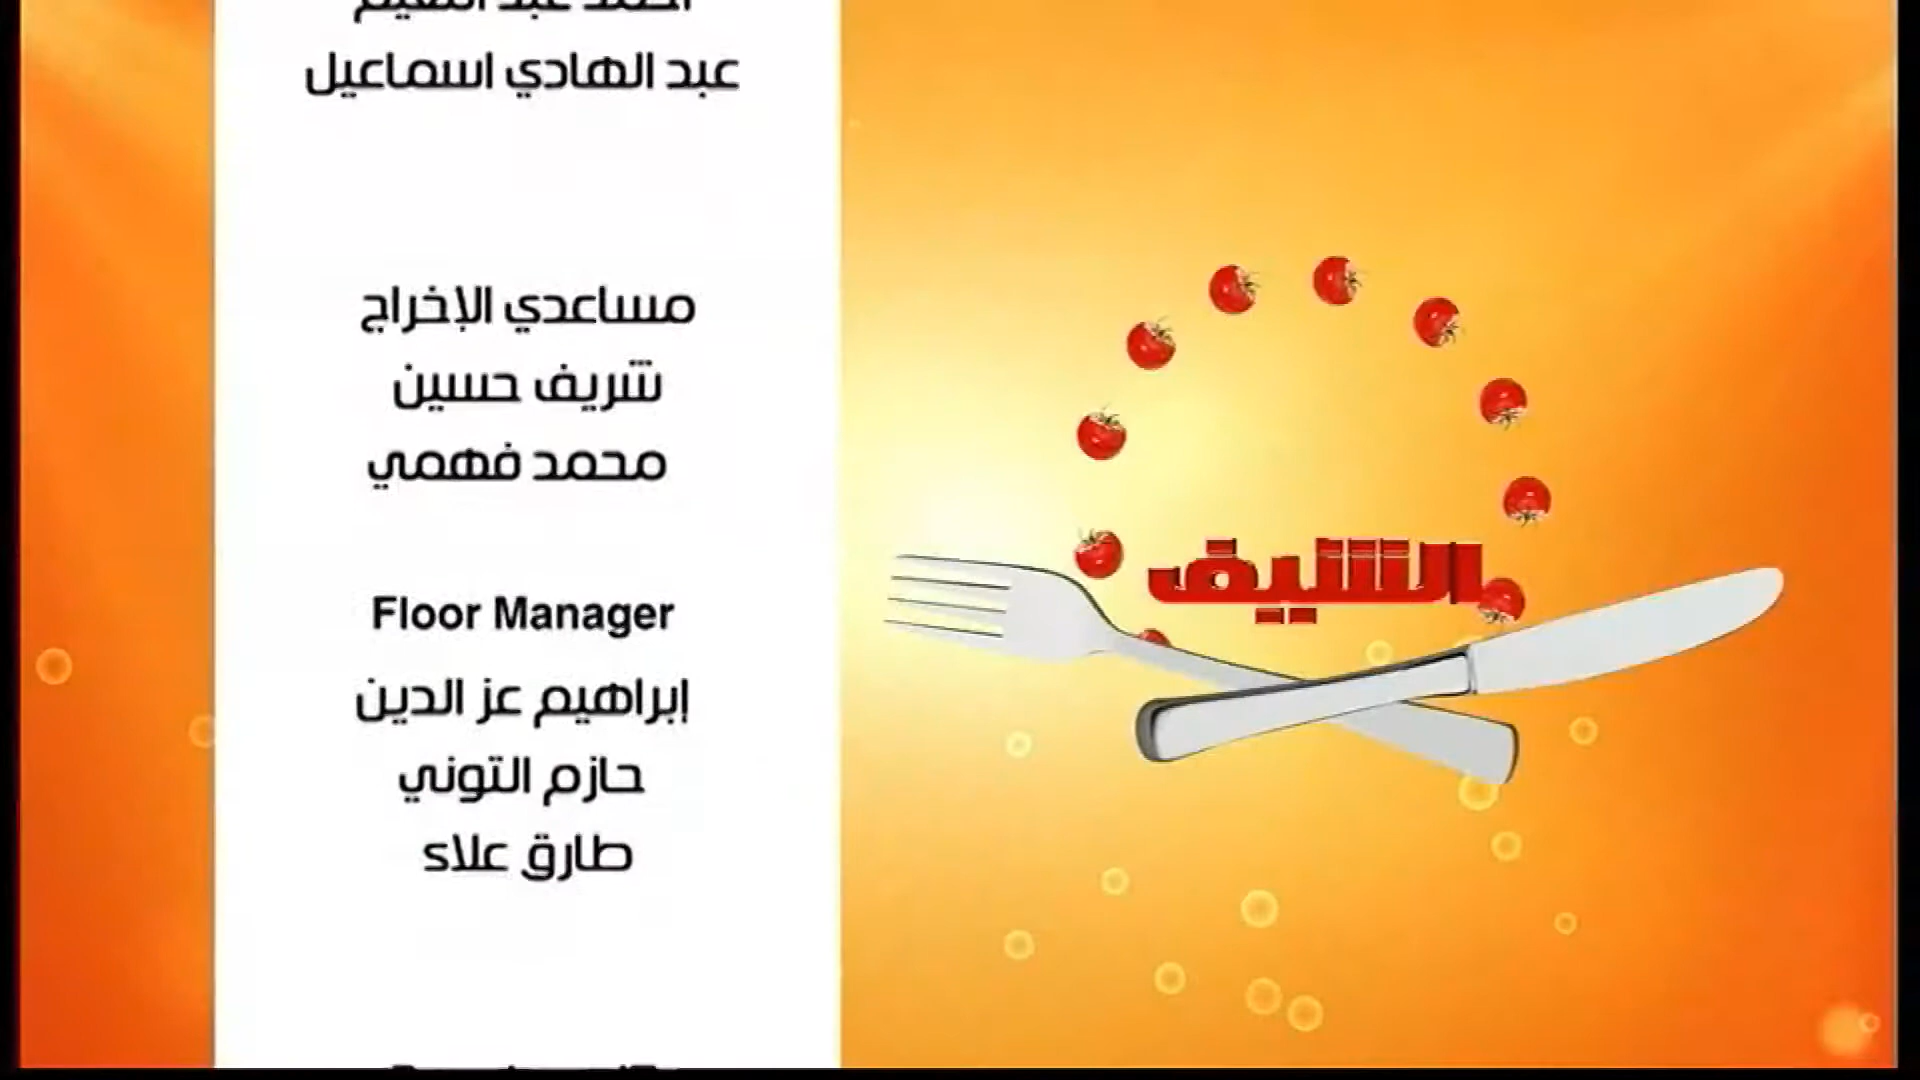 عبد الهادي اسماعيل
مساعدي الإخراج
شريف حسين
محمد فهمي
Floor Manager
إبراهيم عز الدين
حازم التوني
طارق علاء
الشيف